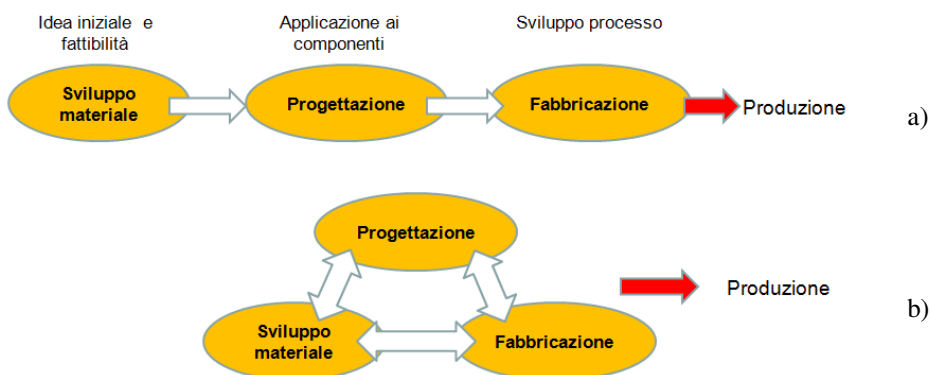 Idea iniziale e
fattibilità
Applicazione ai
componenti
Sviluppo processo
Sviluppo
materiale
Progettazione
Fabbricazione
Produzione
a)
Progettazione
Sviluppo
materiale
Fabbricazione
Produzione
b)